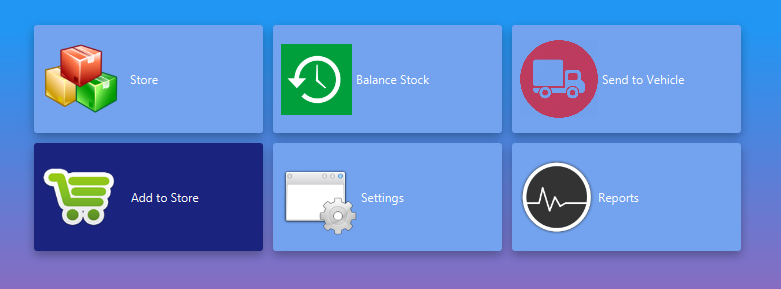 Store
Balance Stock
Send to Vehicle
Add to Store
Settings
Reports